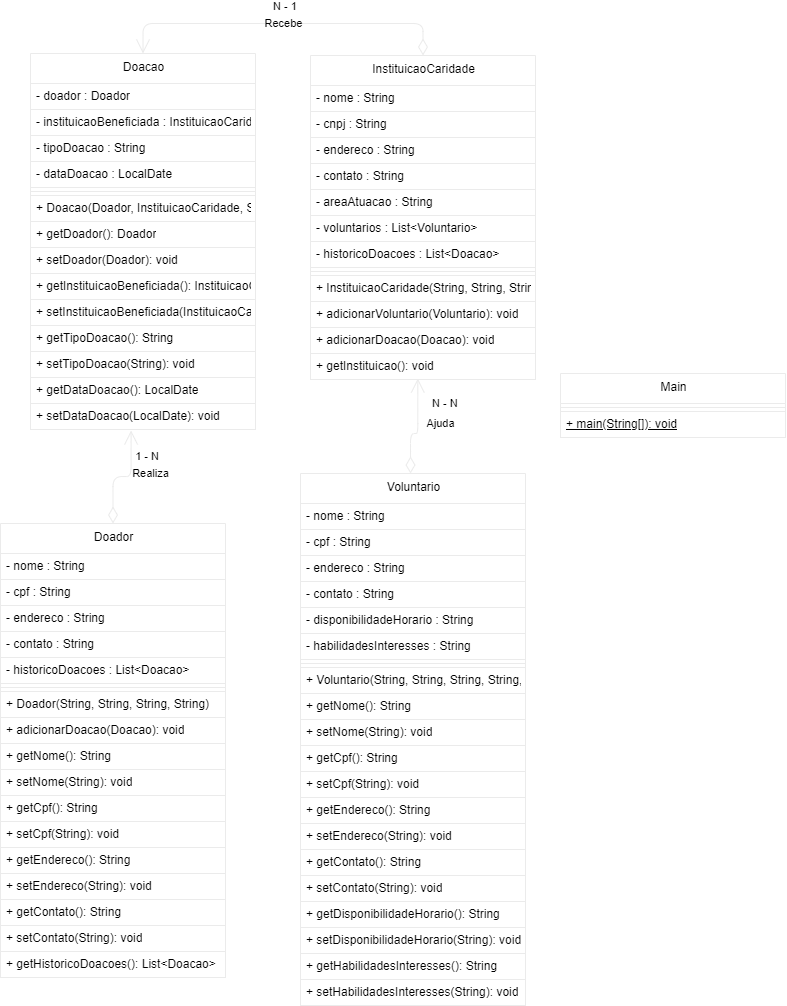 N - 1
Recebe
Doacao
- doador : Doador
- instituicaoBeneficiada : InstituicaoCarid
- tipoDoacao : String
- dataDoacao : LocalDate
+ Doacao(Doador, InstituicaoCaridade, S
+ getDoador(): Doador
+ setDoador(Doador): void
+ getInstituicaoBeneficiada(): Instituicao
+ setInstituicaoBeneficiada(InstituicaoCa
+ getTipoDoacao(): String
+ setTipoDoacao(String): void
+ getDataDoacao(): LocalDate
+ setDataDoacao(LocalDate): void
InstituicaoCaridade
- nome : String
- cnpj : String
- endereco : String
- contato : String
- areaAtuacao : String
- voluntarios : List<Voluntario>
- historicoDoacoes : List<Doacao>
+ InstituicaoCaridade(String, String, Strin
+ adicionarVoluntario(Voluntario): void
+ adicionarDoacao(Doacao): void
+ getInstituicao(): void
Main
+ main(String[]): void
N - N
Ajuda
1 - N
Realiza
Doador
- nome : String
- cpf : String
- endereco : String
- contato : String
- historicoDoacoes : List<Doacao>
+ Doador(String, String, String, String)
+ adicionarDoacao(Doacao): void
+ getNome(): String
+ setNome(String): void
+ getCpf(): String
+ setCpf(String): void
+ getEndereco(): String
+ setEndereco(String): void
+ getContato(): String
+ setContato(String): void
+ getHistoricoDoacoes(): List<Doacao>
Voluntario
- nome : String
- cpf : String
- endereco : String
- contato : String
- disponibilidadeHorario : String
- habilidadesInteresses : String
+ Voluntario(String, String, String, String,
+ getNome(): String
+ setNome(String): void
+ getCpf(): String
+ setCpf(String): void
+ getEndereco(): String
+ setEndereco(String): void
+ getContato(): String
+ setContato(String): void
+ getDisponibilidadeHorario(): String
+ setDisponibilidadeHorario(String): void
+ getHabilidadesInteresses(): String
+ setHabilidadesInteresses(String): void